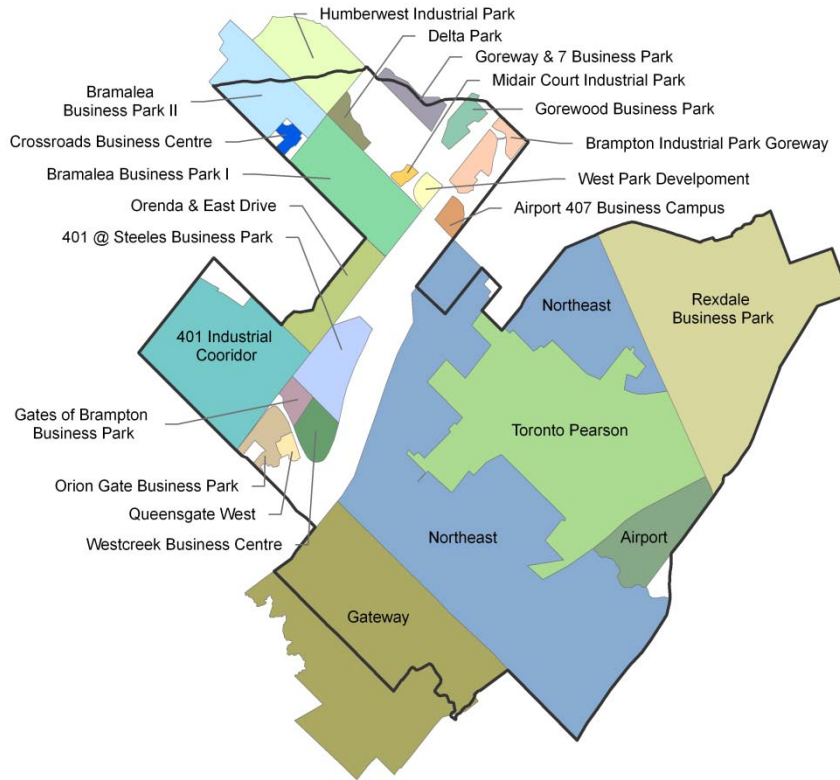 Humberwest Industrial Park
Delta Park
Goreway & 7 Business Park
Midair Court Industrial Park
Bramalea
Business Park II
Gorewood Business Park
Crossroads Business Centre
Brampton Industrial Park Goreway
Bramalea Business Park I
West Park Develpoment
Orenda & East Drive
Airport 407 Business Campus
401 @ Steeles Business Park
Northeast
Rexdale
Business Park
401 Industrial
Cooridor
Gates of Brampton
Business Park
Toronto Pearson
Orion Gate Business Park
Queensgate West
Westcreek Business Centre
Northeast
Airport
Gateway